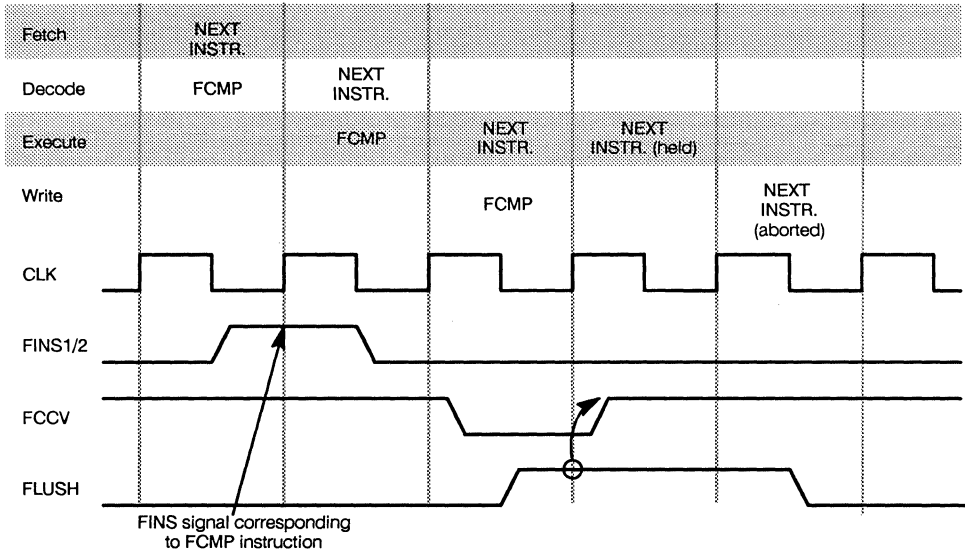 Fetch
NEXT
INSTR.
Decode
FCMP
NEXT
INSTR.
Execute
FCMP
NEXT
INSTR.
NEXT
INSTR. (held)
Write
FCMP
NEXT
INSTR.
(aborted)
CLK
FINS1/2
FCCV
FLUSH
FINS signal corresponding
to FCMP instruction